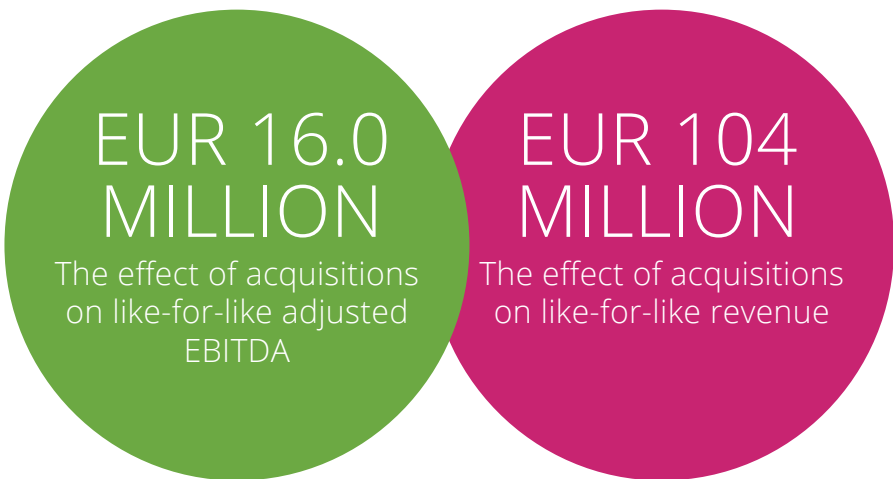 EUR 16.0
MILLION
The effect of acquisitions
on like-for-like adjusted
EBITDA
EUR 104
MILLION
The effect of acquisitions
on like-for-like revenue